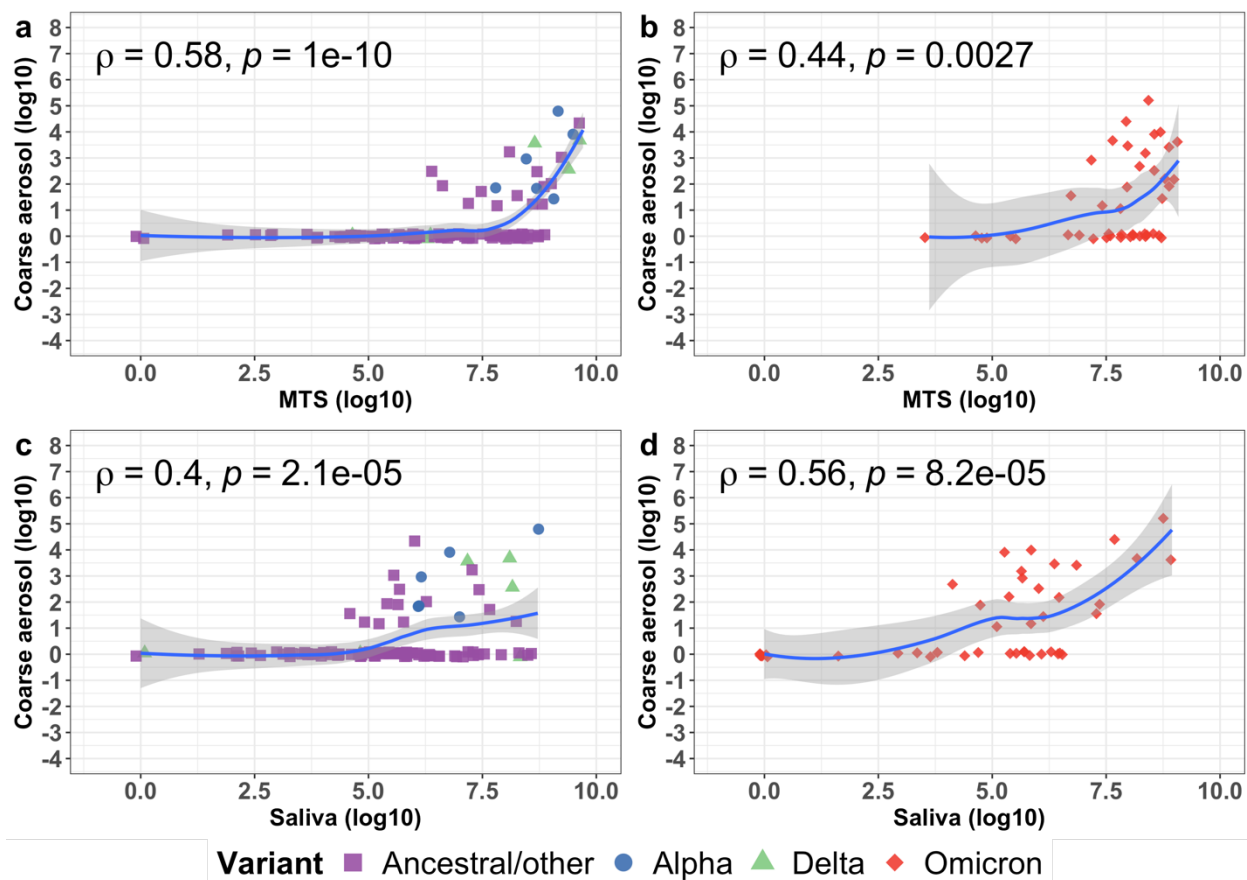 a
ρ = 0.58, p = 1e-10
Coarse aerosol (log10)
8
7
6
5
4
3
2
1
0
-1
-2
-3
-4
0.0 2.5 5.0 7.5 10.0
MTS (log10)
b
ρ = 0.44, p = 0.0027
Coarse aerosol (log10)
8
7
6
5
4
3
2
1
0
-1
-2
-3
-4
0.0 2.5 5.0 7.5 10.0
MTS (log10)
c
ρ = 0.4, p = 2.1e-05
Coarse aerosol (log10)
8
7
6
5
4
3
2
1
0
-1
-2
-3
-4
0.0 2.5 5.0 7.5 10.0
Saliva (log10)
d
ρ = 0.56, p = 8.2e-05
Coarse aerosol (log10)
8
7
6
5
4
3
2
1
0
-1
-2
-3
-4
0.0 2.5 5.0 7.5 10.0
Saliva (log10)
Variant Ancestral/other Alpha Delta Omicron